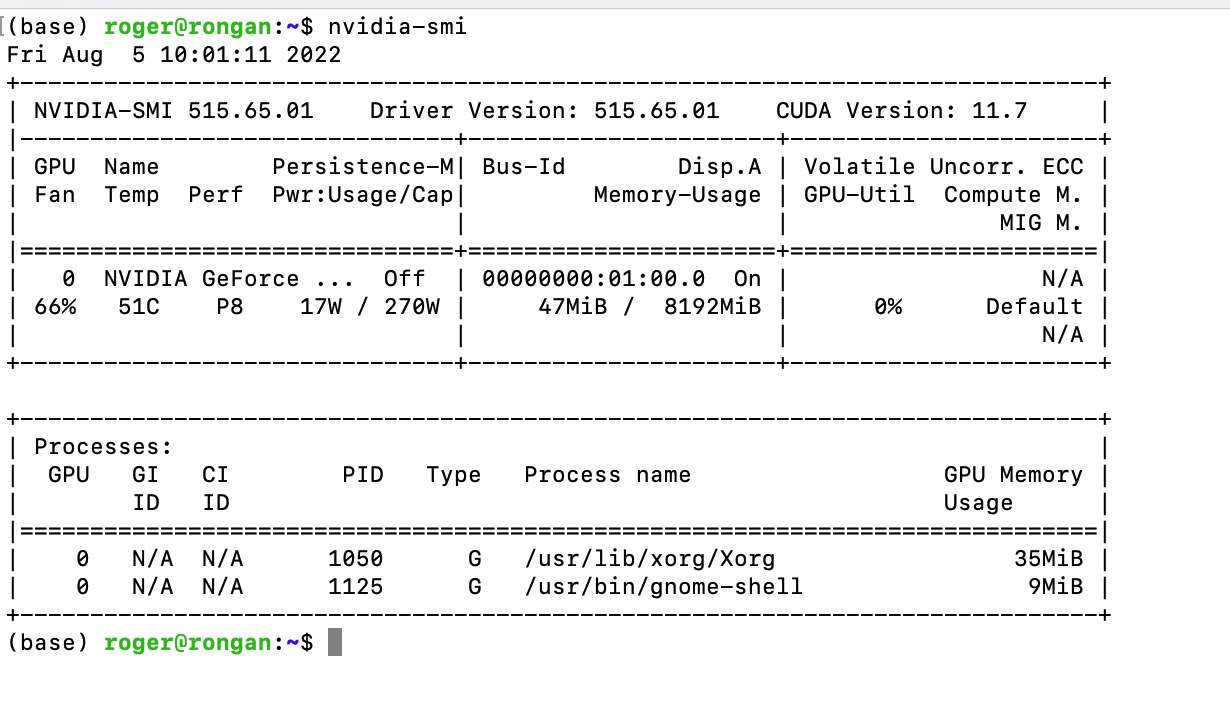 (base) roger@rongan:~$ nvidia-smi
Fri Aug  5 10:01:11 2022
+-----------------------------------------------------------------------------+
| NVIDIA-SMI 515.65.01    Driver Version: 515.65.01    CUDA Version: 11.7     |
|-------------------------------+----------------------+----------------------+
| GPU  Name        Persistence-M| Bus-Id        Disp.A | Volatile Uncorr. ECC |
| Fan  Temp  Perf  Pwr:Usage/Cap|         Memory-Usage | GPU-Util  Compute M. |
|                               |                      |               MIG M. |
|===============================+======================+======================|
|   0  NVIDIA GeForce ...  Off  | 00000000:01:00.0  On |                  N/A |
| 66%   51C    P8    17W / 270W |     47MiB /  8192MiB |      0%      Default |
|                               |                      |                  N/A |
+-------------------------------+----------------------+----------------------+
+-----------------------------------------------------------------------------+
| Processes:                                                                  |
|  GPU   GI   CI        PID   Type   Process name                  GPU Memory |
|        ID   ID                                                   Usage      |
|=============================================================================|
|    0   N/A  N/A      1050      G   /usr/lib/xorg/Xorg                 35MiB |
|    0   N/A  N/A      1125      G   /usr/bin/gnome-shell                9MiB |
+-----------------------------------------------------------------------------+
(base) roger@rongan:~$